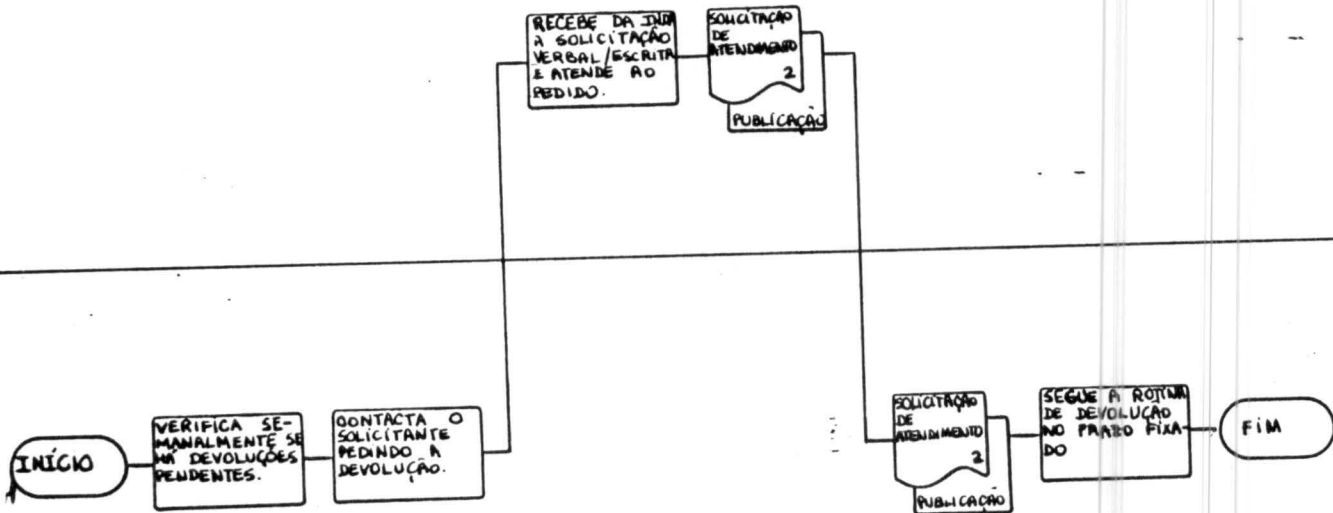 RECEBE DA INDI
A SOLICITAÇÃO
VERBAL/ESCRITA
E ATENDE AO
PEDIDO.
SOLICITAÇÃO
DE
ATENDIMENTO
2
PUBLICAÇÃO
INÍCIO
VERIFICA SE-
MANALMENTE SE
HÁ DEVOLUÇÕES
PENDENTES.
CONTACTA O
SOLICITANTE
PEDINDO A
DEVOLUÇÃO.
SOLICITAÇÃO
DE
ATENDIMENTO
2
PUBLICAÇÃO
SEGUE A ROTINA
DE DEVOLUÇÃO
NO PRAZO FIXA
DO
FIM